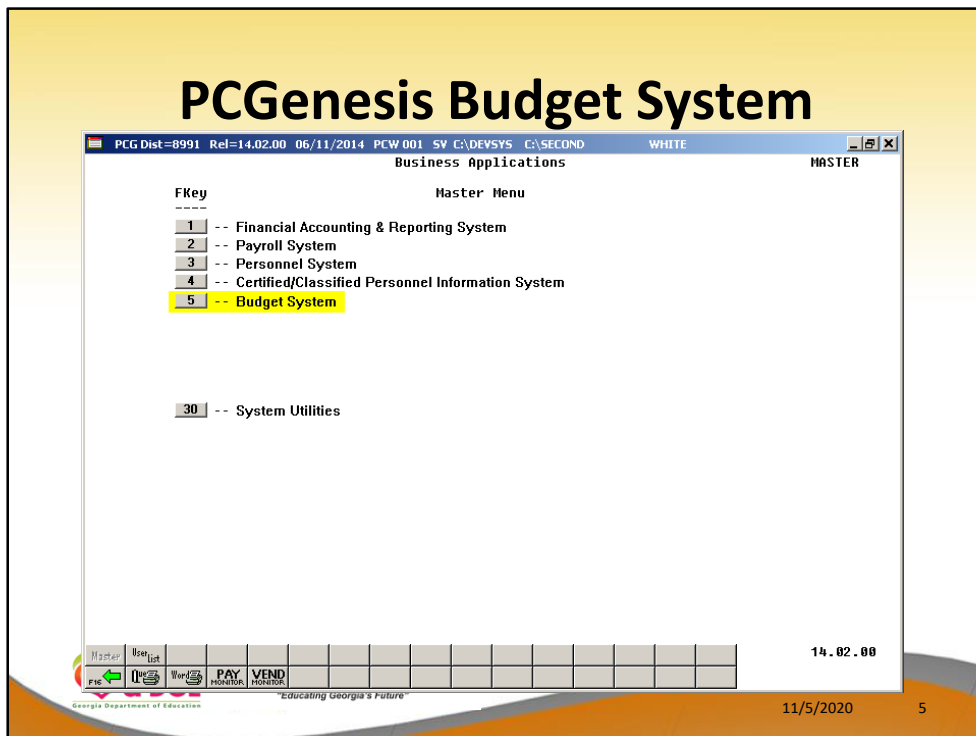 PCGenesis Budget System
PCG Dist=8991 Rel=14.02.00 06/11/2014 PCW 001 SV C:\DEVSYS C:\SECOND WHITE
Business Applications MASTER
FKey Master Menu
----
1 -- Financial Accounting & Reporting System
2 -- Payroll System
3 -- Personnel System
4 -- Certified/Classified Personnel Information System
5 -- Budget System
30 -- System Utilities
Master User List
14.02.00
F16 Que Word PAY MONITOR VEND MONITOR
"Educating Georgia's Future"
Georgia Department of Education
11/5/2020 5